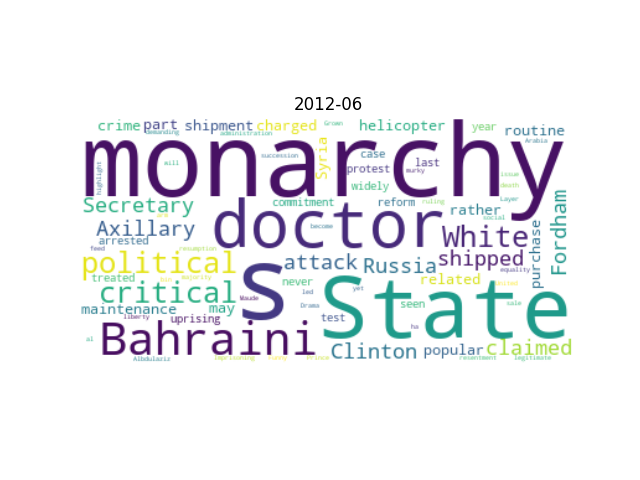 2012-06
crime part shipment charged Grown helicopter year routine
demanding administration Arabia
monarchy
Syria case last
succession protest murky issue
highlight will widely death
Secretary commitment reform ruling rather Layer
Axillary doctor social White Fordham
arrested become equality purchase
feed resumption
political attack Russia shipped
treated never related
critical s State
Maude seen sale
maintenance may yet
liberty uprising test led Drama ha
Bahraini Clinton popular claimed
al Abdulaziz imprisoning Prince resentment legitimate
majority